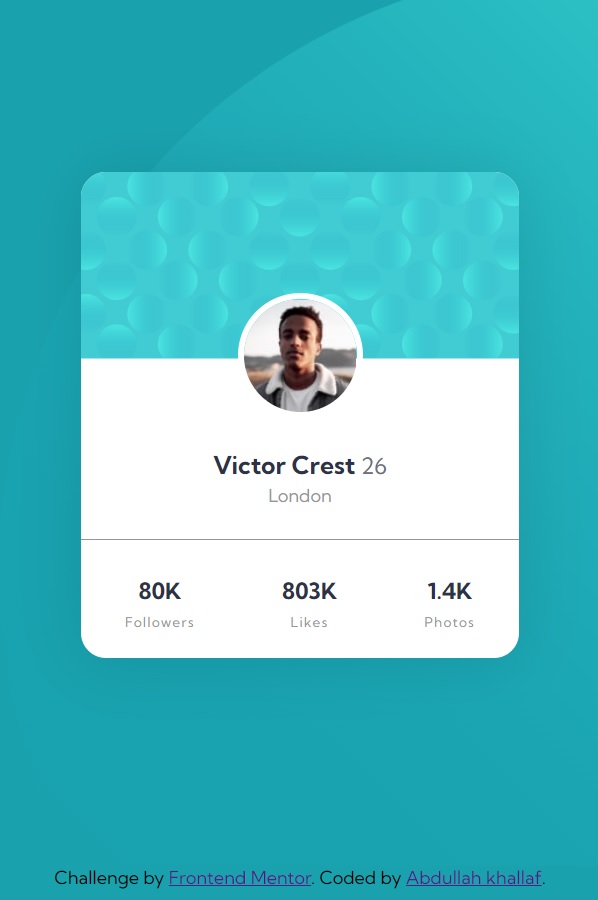 Victor Crest 26
London
80K 803K 1.4K
Followers Likes Photos
Challenge by Frontend Mentor. Coded by Abdullah khallaf.